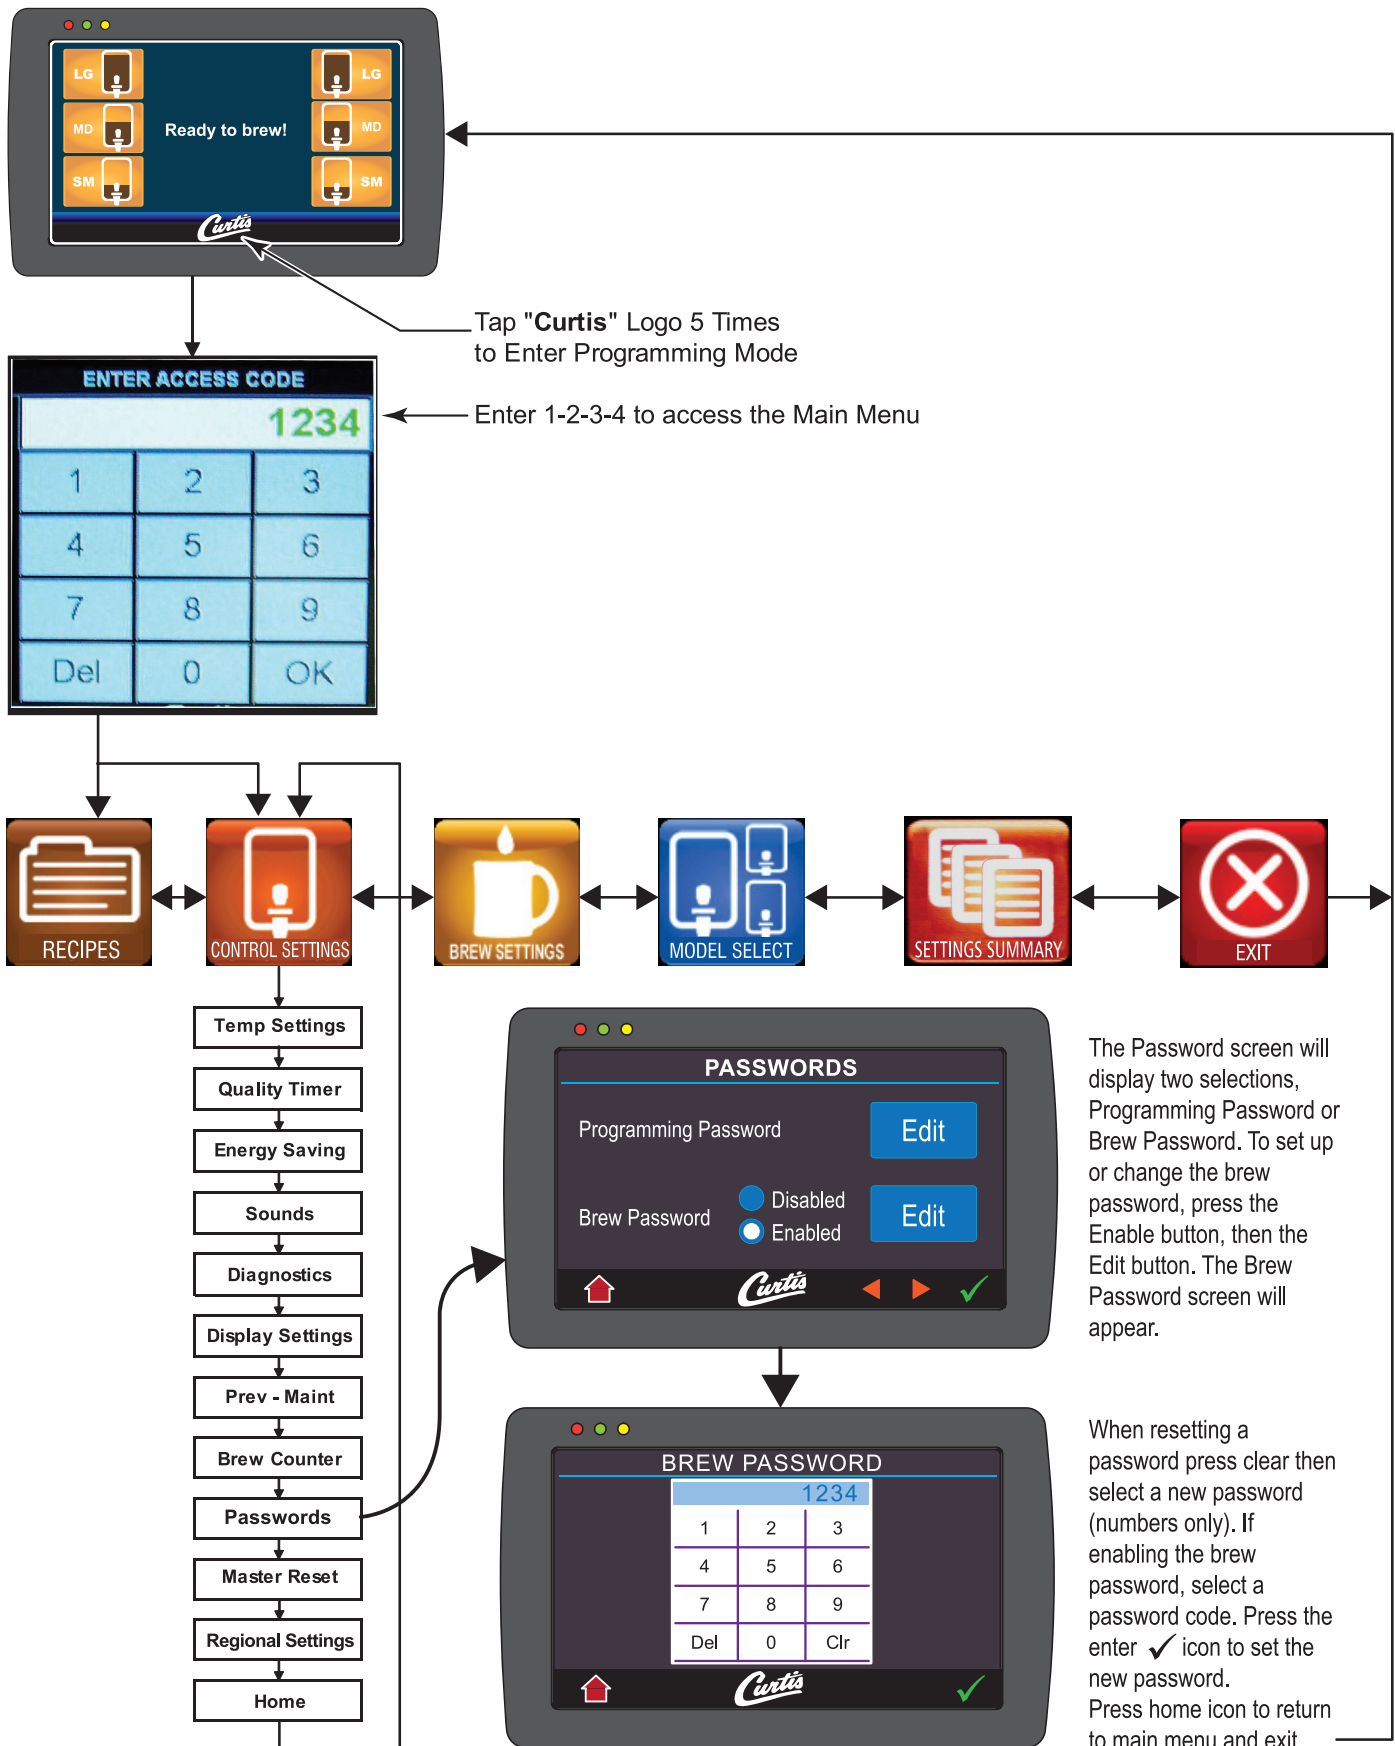 LG
LG
MD
Ready to brew!
MD
SM
SM
Curtis
Tap "Curtis" Logo 5 Times
to Enter Programming Mode
ENTER ACCESS CODE
1234
Enter 1-2-3-4 to access the Main Menu
1 2 3
4 5 6
7 8 9
Del 0 OK
RECIPES
CONTROL SETTINGS
BREW SETTINGS
MODEL SELECT
SETTINGS SUMMARY
EXIT
Temp Settings
Quality Timer
Energy Saving
Sounds
Diagnostics
Display Settings
Prev - Maint
Brew Counter
Passwords
Master Reset
Regional Settings
Home
PASSWORDS
Programming Password
Edit
Brew Password
Disabled
Enabled
Edit
Curtis
The Password screen will
display two selections,
Programming Password or
Brew Password. To set up
or change the brew
password, press the
Enable button, then the
Edit button. The Brew
Password screen will
appear.
BREW PASSWORD
1234
1 2 3
4 5 6
7 8 9
Del 0 Clr
Curtis
When resetting a
password press clear then
select a new password
(numbers only). If
enabling the brew
password, select a
password code. Press the
enter ✓ icon to set the
new password.
Press home icon to return
to main menu and exit